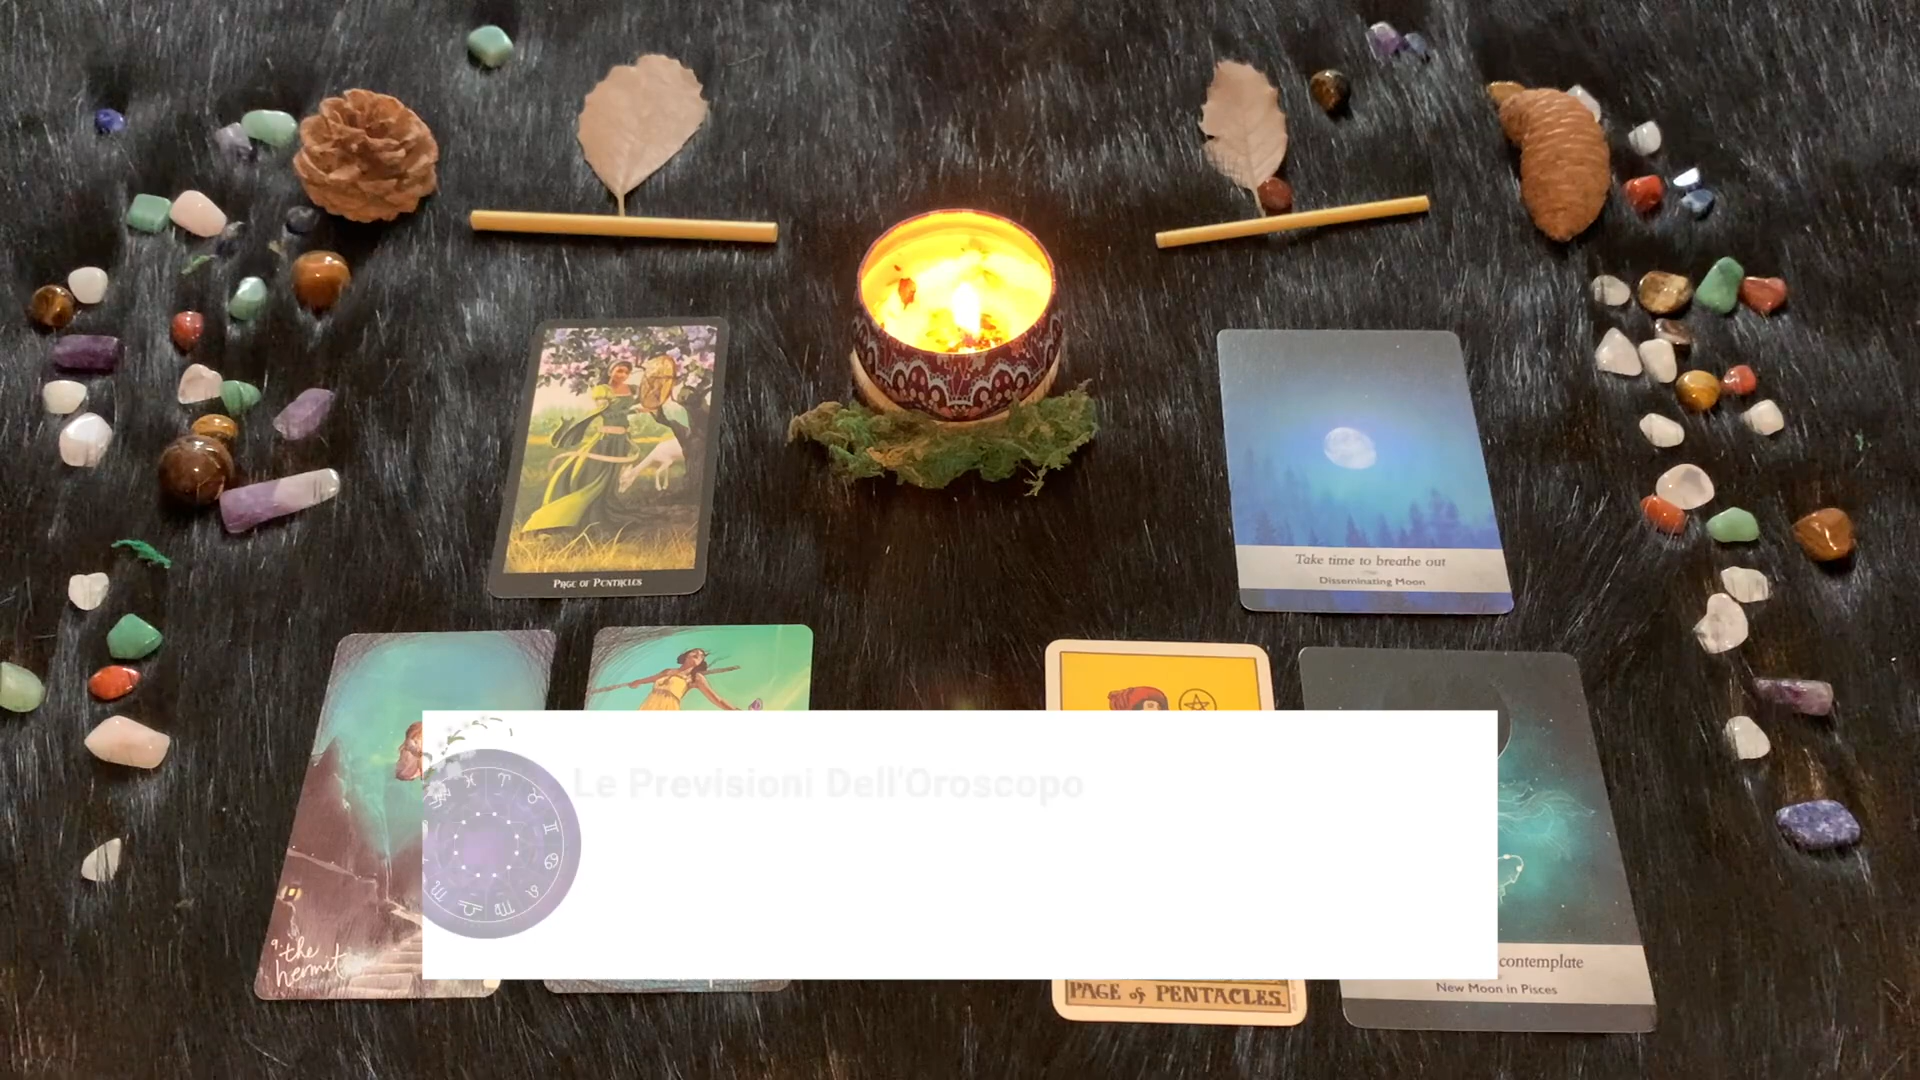 PAGE OF PENTACLES
Take time to breathe out
Disseminating Moon
Le Previsioni Dell'Oroscopo
9. the
hermit
PAGE of PENTACLES.
contemplate
New Moon in Pisces